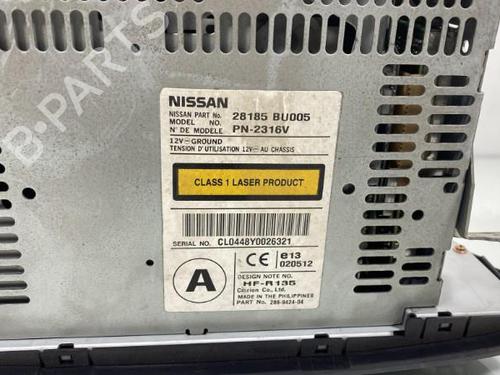 B-PARTS
NISSAN
NISSAN PART No. 28185 BU005
MODEL NO.
N° DE MODÈLE PN-2316V
12V⎓GROUND
TENSION D'UTILISATION 12V⎓ AU CHASSIS
CLASS 1 LASER PRODUCT
SERIAL NO. CL0448Y0026321
A
CE e13
020512
DESIGN NOTE NO.
HF-R135
Clarion Co., Ltd.
MADE IN THE PHILIPPINES
PART No. 286-9424-04